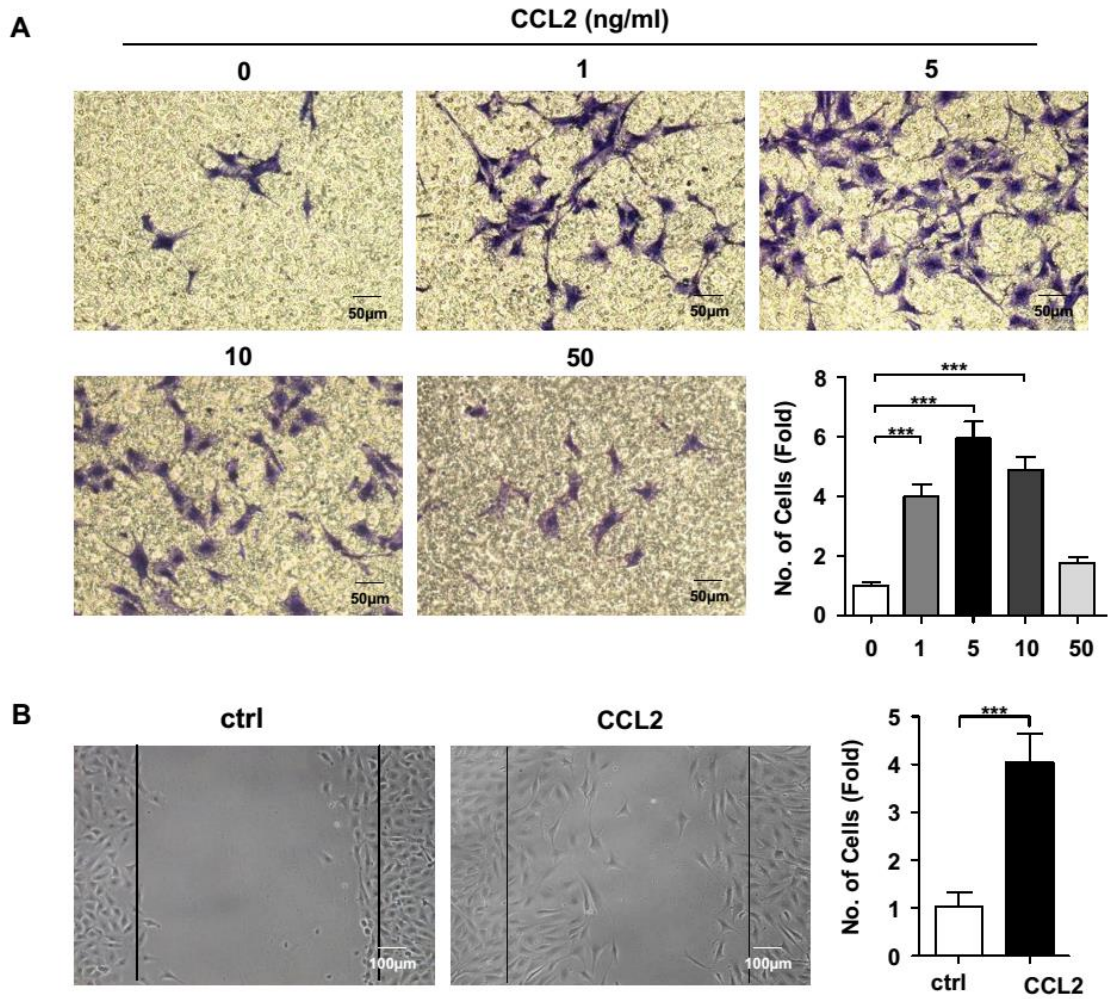 A
CCL2 (ng/ml)
0 1 5
50µm 50µm 50µm
10 50
50µm 50µm
No. of Cells (Fold)
8
6
4
2
0
***
***
***
0 1 5 10 50
B
ctrl CCL2
100µm 100µm
No. of Cells (Fold)
5
4
3
2
1
0
***
ctrl CCL2